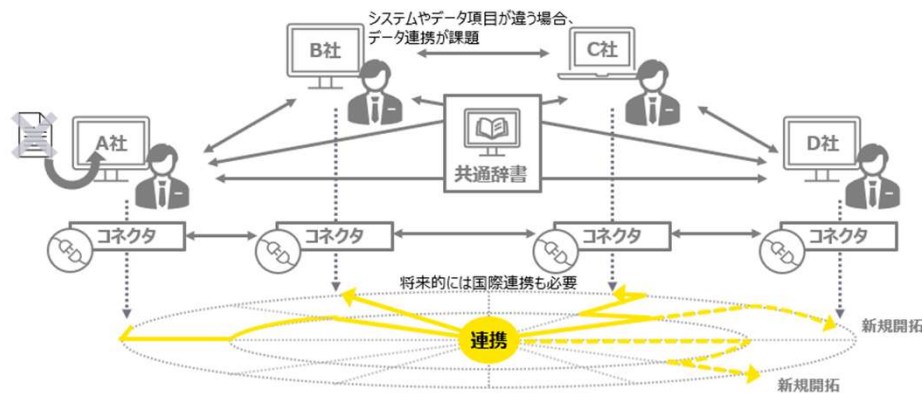 システムやデータ項目が違う場合、
データ連携が課題
B社
C社
A社
共通辞書
D社
コネクタ
コネクタ
コネクタ
コネクタ
将来的には国際連携も必要
連携
新規開拓
新規開拓